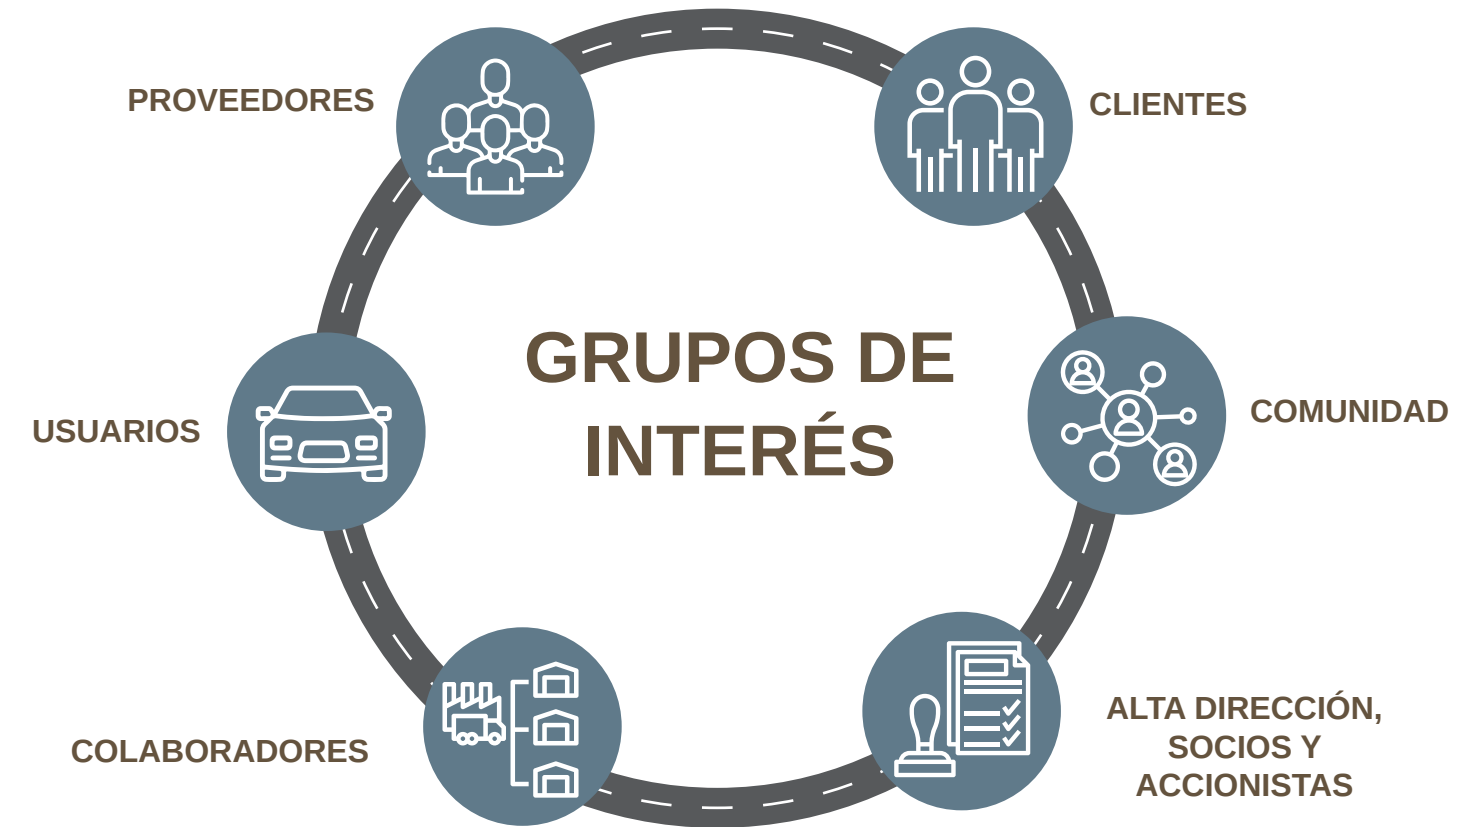 PROVEEDORES
CLIENTES
GRUPOS DE
INTERÉS
USUARIOS
COMUNIDAD
COLABORADORES
ALTA DIRECCIÓN,
SOCIOS Y
ACCIONISTAS